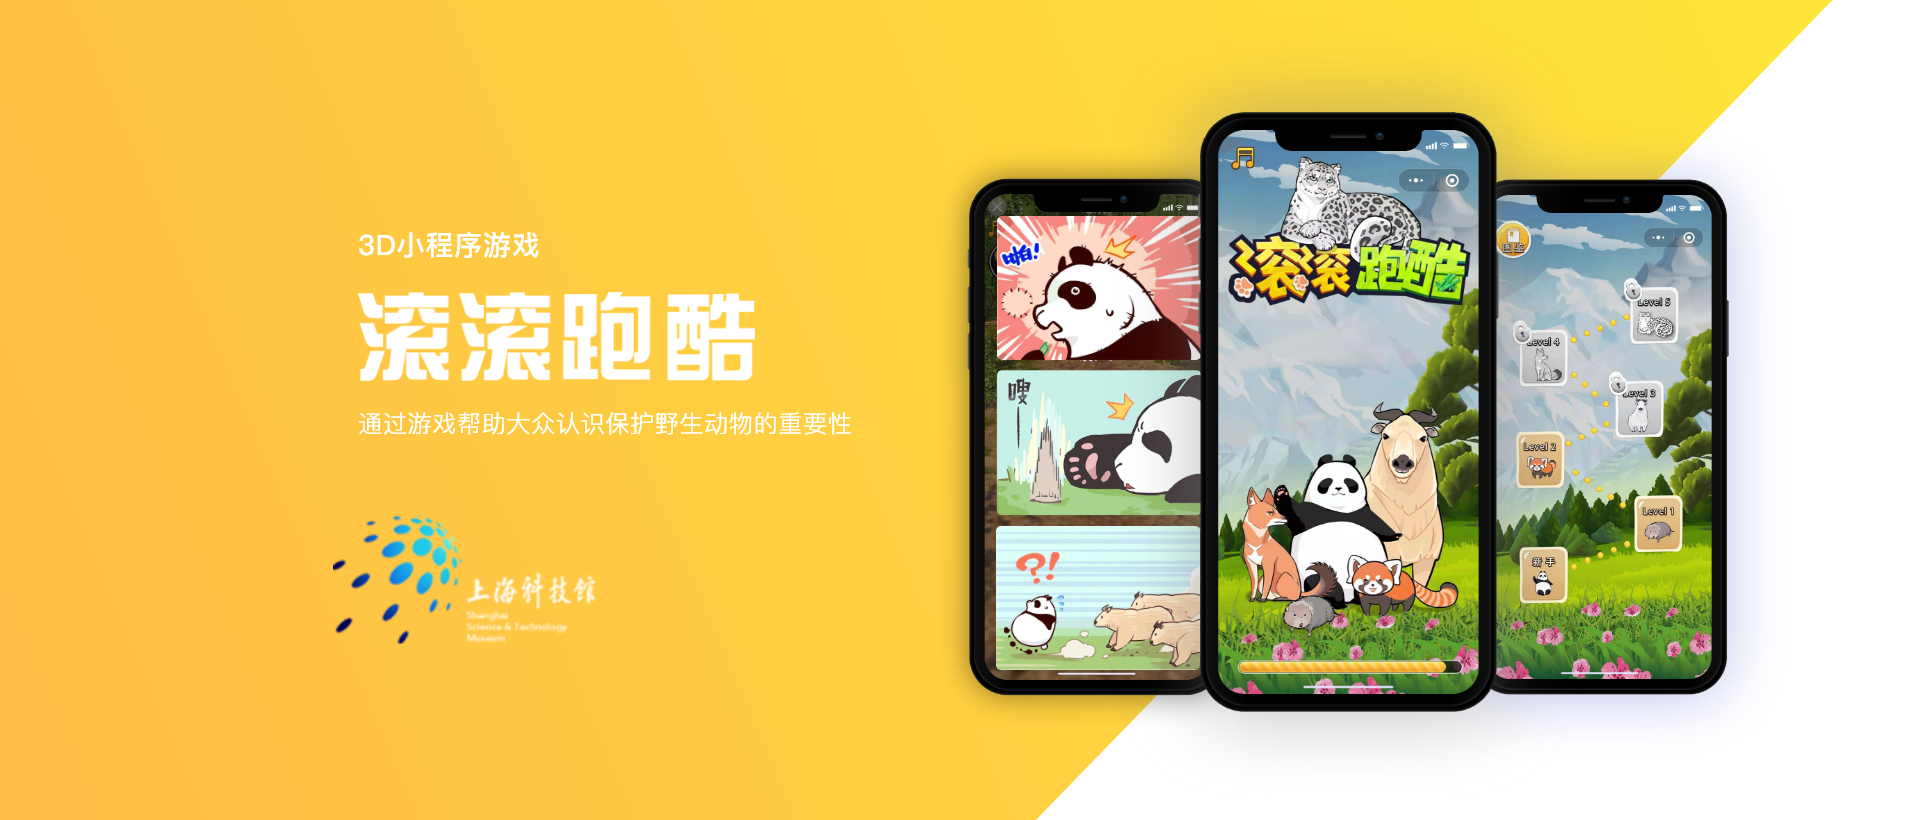 3D小程序游戏
滚滚跑酷
通过游戏帮助大众认识保护野生动物的重要性
上海科技馆
Shanghai
Science & Technology
Museum
啪!
嗖
?!
滚滚跑酷
Level 5
Level 4
Level 3
Level 2
Level 1
新手